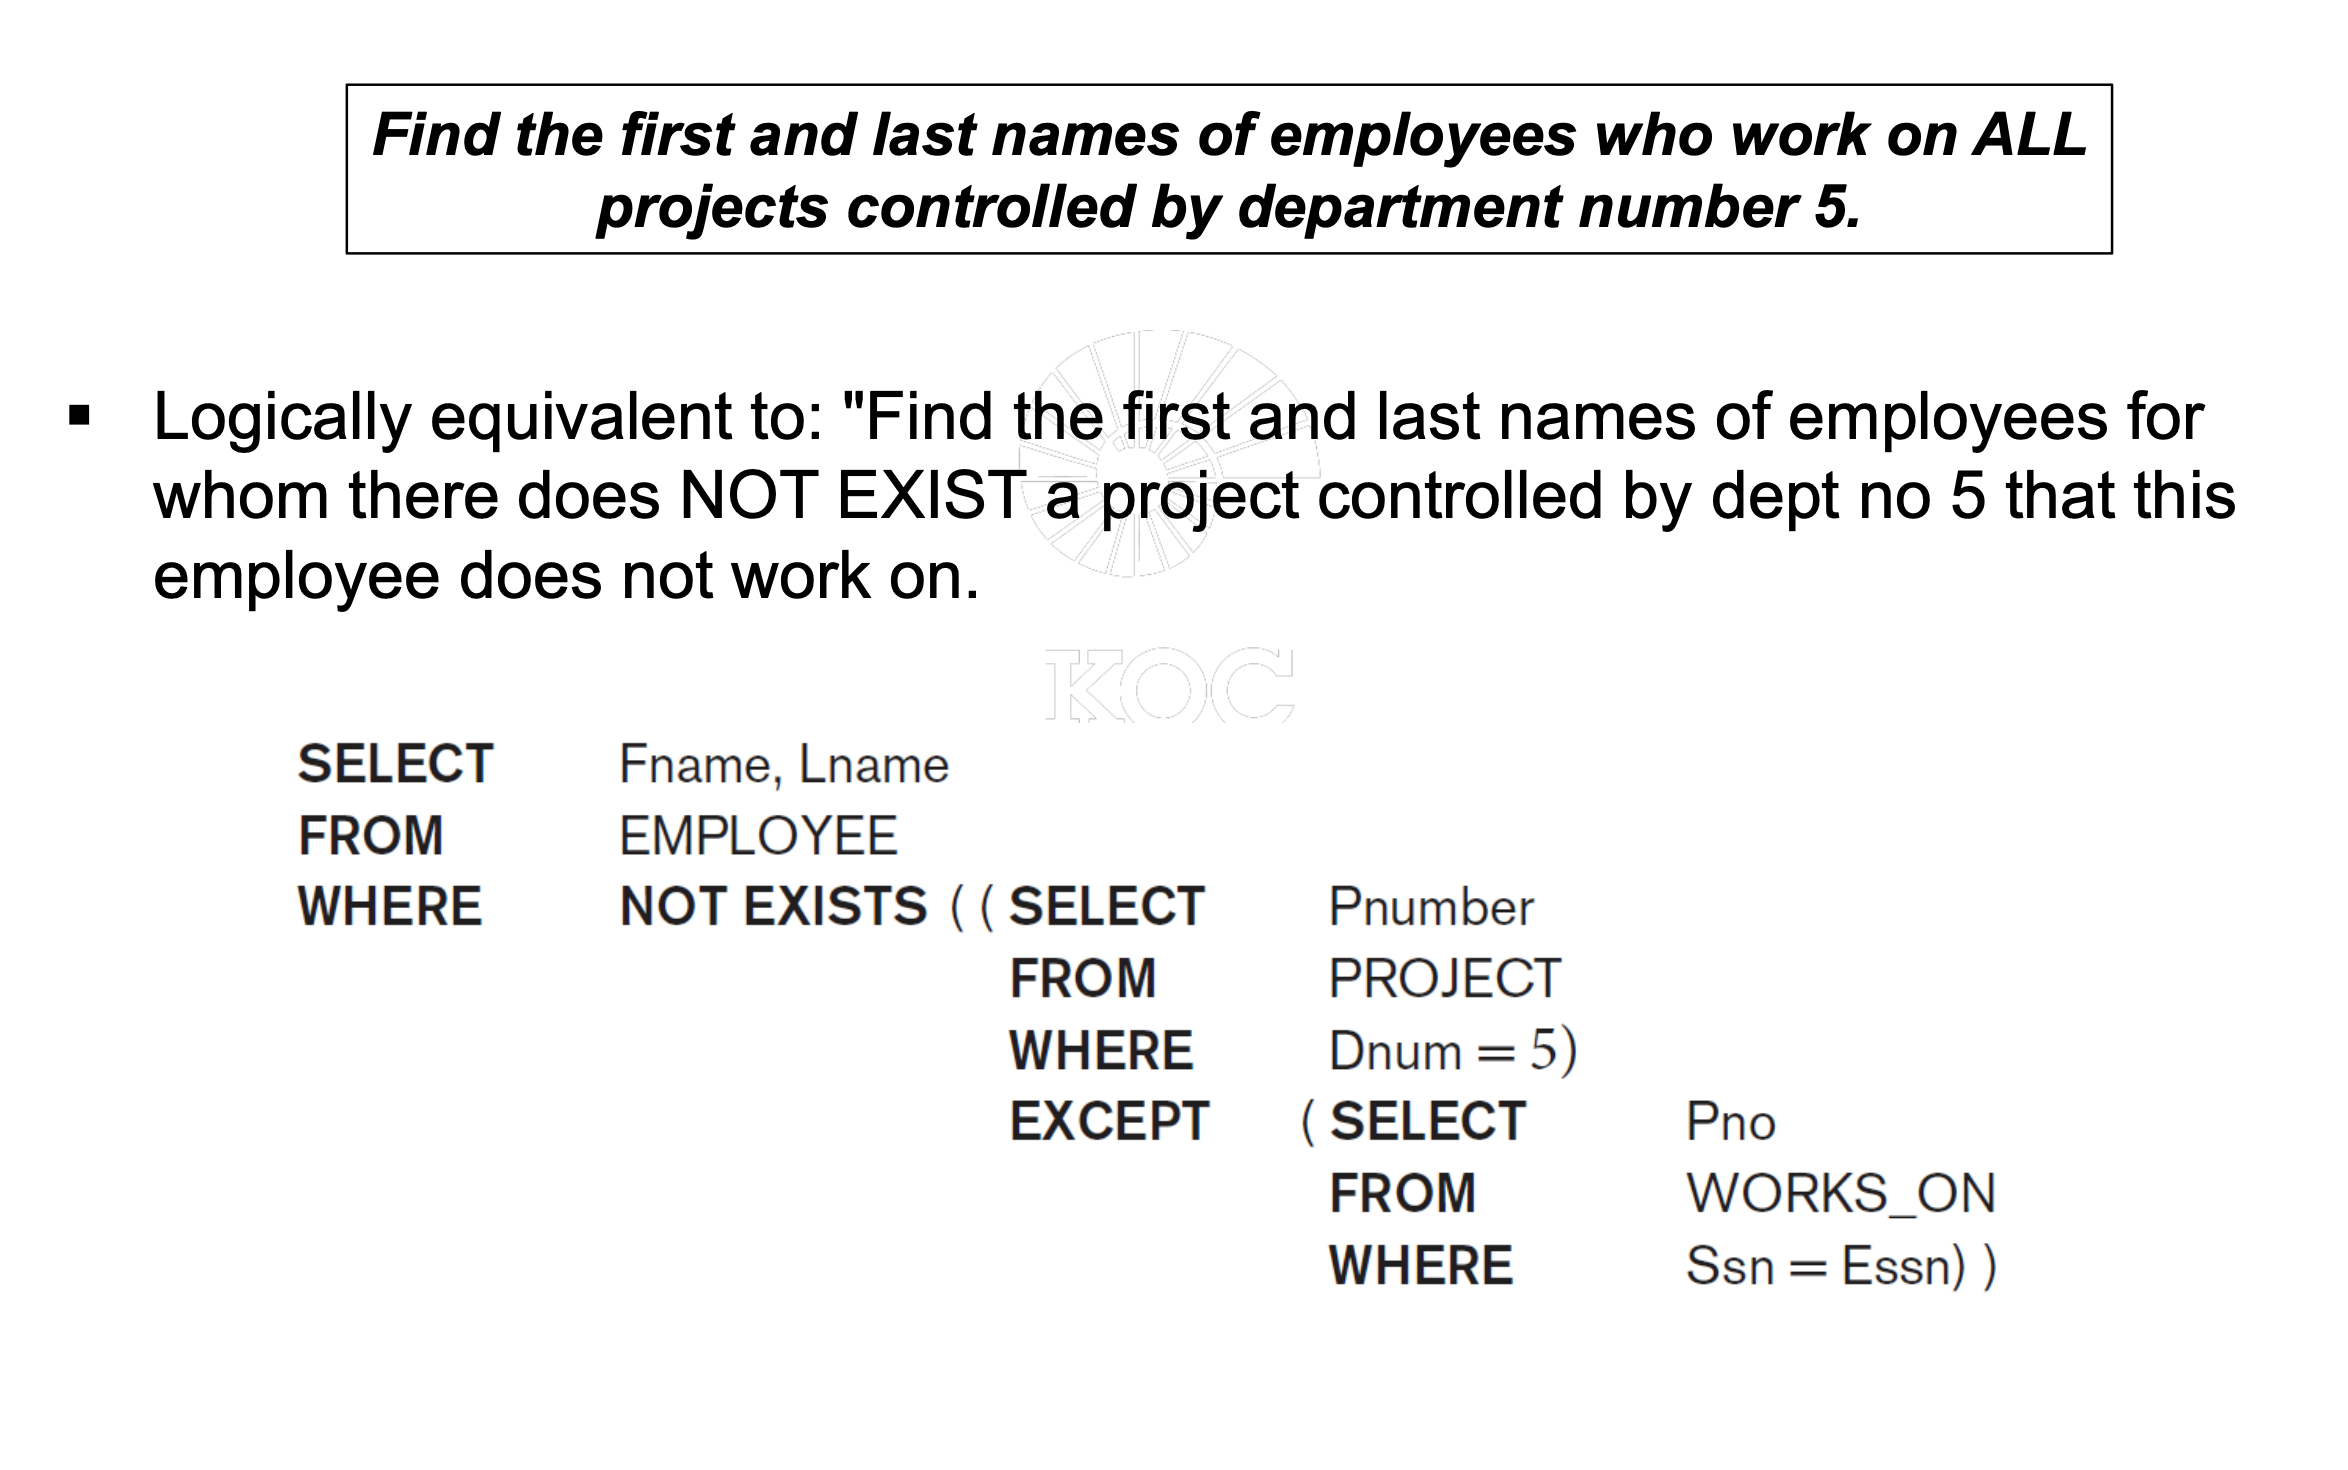 Find the first and last names of employees who work on ALL
projects controlled by department number 5.
▪ Logically equivalent to: "Find the first and last names of employees for
whom there does NOT EXIST a project controlled by dept no 5 that this
employee does not work on.
KOC
SELECT Fname, Lname
FROM EMPLOYEE
WHERE NOT EXISTS ( ( SELECT Pnumber
FROM PROJECT
WHERE Dnum = 5)
EXCEPT ( SELECT Pno
FROM WORKS_ON
WHERE Ssn = Essn) )